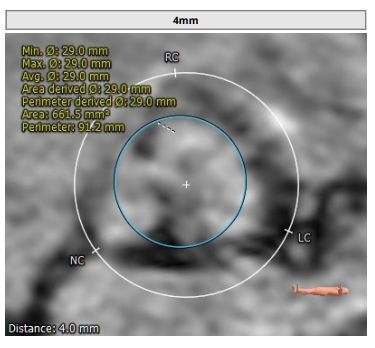 4mm
Min. Ø: 29.0 mm
Max. Ø: 29.0 mm
Avg. Ø: 29.0 mm
Area derived Ø: 29.0 mm
Perimeter derived Ø: 29.0 mm
Area: 661.5 mm²
Perimeter: 91.2 mm
RC
LC
NC
Distance: 4.0 mm